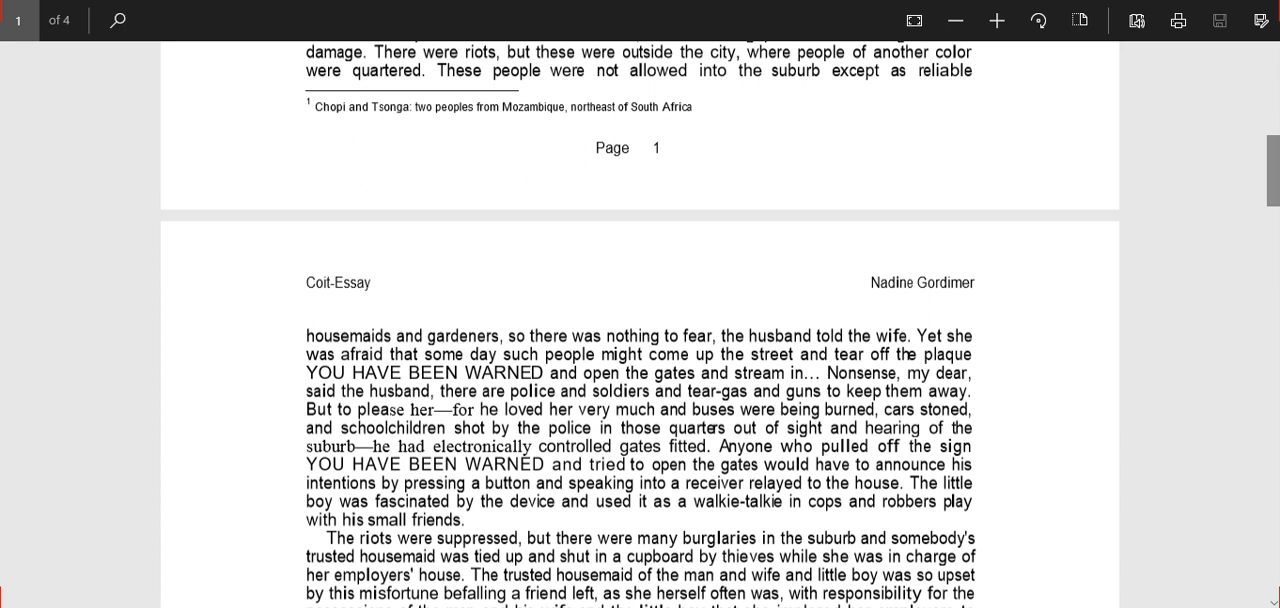 1 of 4
damage. There were riots, but these were outside the city, where people of another color
were quartered. These people were not allowed into the suburb except as reliable
1 Chopi and Tsonga: two peoples from Mozambique, northeast of South Africa
Page 1
Coit-Essay Nadine Gordimer
housemaids and gardeners, so there was nothing to fear, the husband told the wife. Yet she
was afraid that some day such people might come up the street and tear off the plaque
YOU HAVE BEEN WARNED and open the gates and stream in... Nonsense, my dear,
said the husband, there are police and soldiers and tear-gas and guns to keep them away.
But to please her—for he loved her very much and buses were being burned, cars stoned,
and schoolchildren shot by the police in those quarters out of sight and hearing of the
suburb—he had electronically controlled gates fitted. Anyone who pulled off the sign
YOU HAVE BEEN WARNED and tried to open the gates would have to announce his
intentions by pressing a button and speaking into a receiver relayed to the house. The little
boy was fascinated by the device and used it as a walkie-talkie in cops and robbers play
with his small friends.
The riots were suppressed, but there were many burglaries in the suburb and somebody's
trusted housemaid was tied up and shut in a cupboard by thieves while she was in charge of
her employers' house. The trusted housemaid of the man and wife and little boy was so upset
by this misfortune befalling a friend left, as she herself often was, with responsibility for the